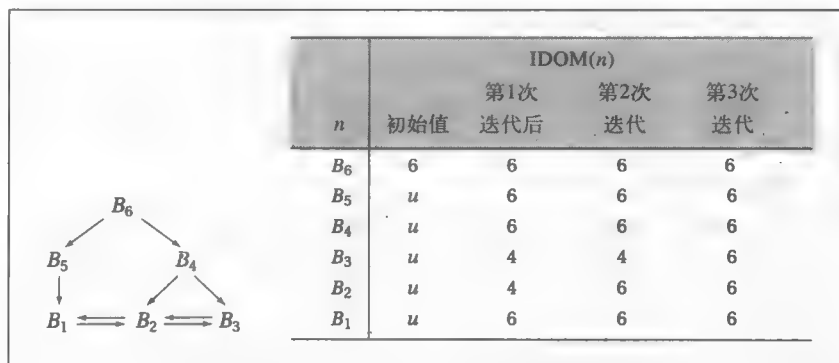 IDOM(n)
n 初始值 第1次迭代后 第2次迭代 第3次迭代
B6 6 6 6 6
B5 u 6 6 6
B4 u 6 6 6
B3 u 4 4 6
B2 u 4 6 6
B1 u 6 6 6
B6
B5 B4
B1 B2 B3